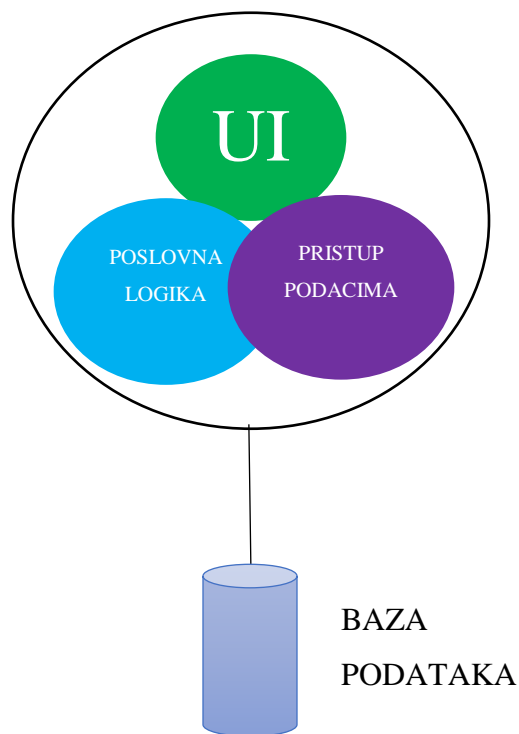 UI
POSLOVNA
LOGIKA
PRISTUP
PODACIMA
BAZA
PODATAKA